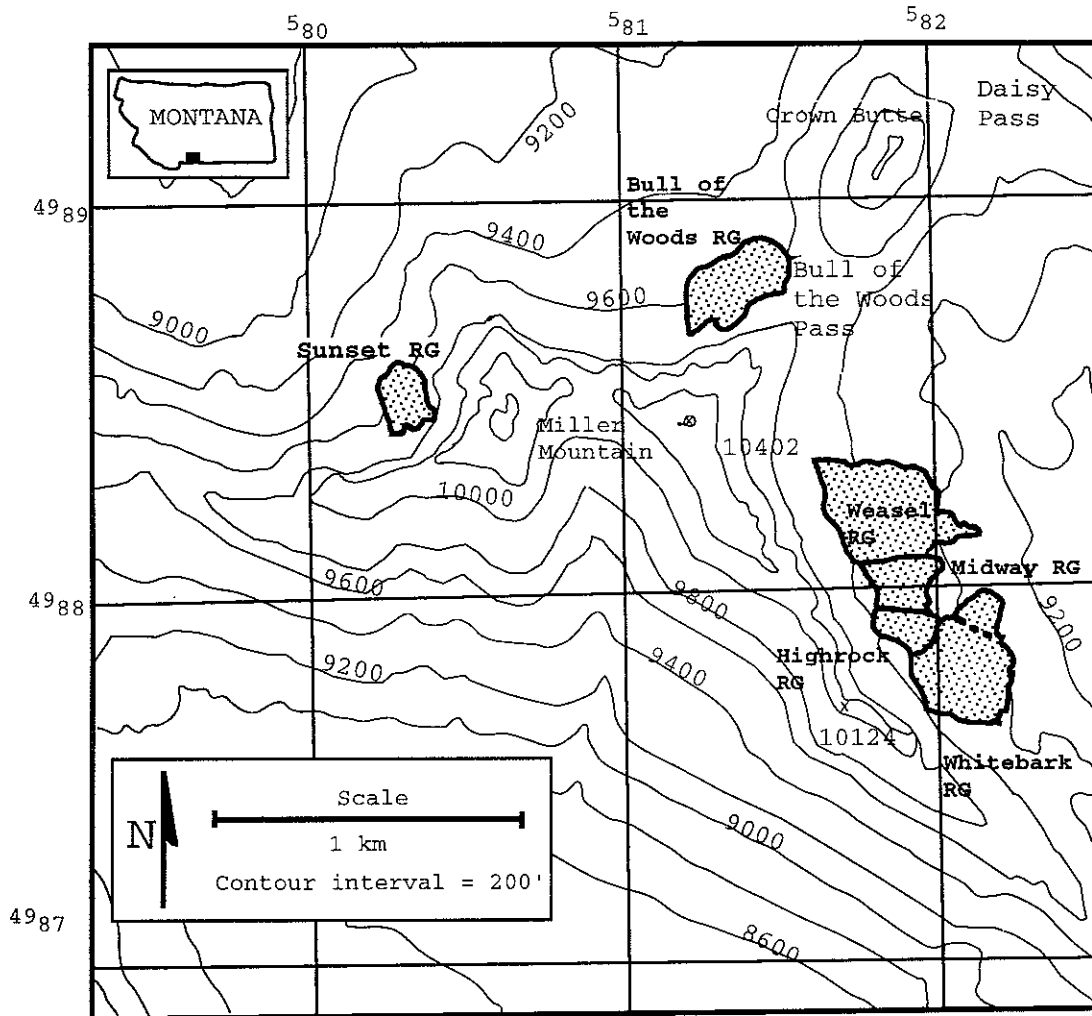 580
581
582
MONTANA
Daisy
Pass
Crown Butte
9200
Bull of
the
Woods RG
4989
9400
Bull of
the Woods
Pass
9600
9000
Sunset RG
Miller
Mountain
10402
10000
Weasel
RG
Midway RG
9600
9800
4988
9200
9200
9400
Highrock
RG
x
10124
Whitebark
RG
Scale
N
1 km
9000
Contour interval = 200'
4987
8600